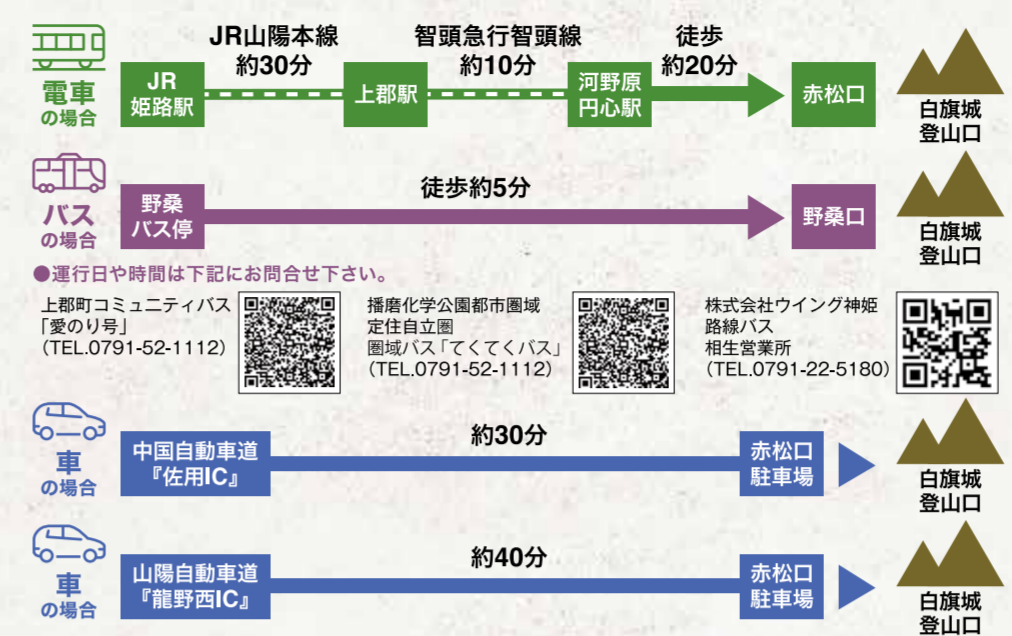 JR山陽本線
約30分
智頭急行智頭線
約10分
徒歩
約20分
電車
の場合
JR
姫路駅
上郡駅
河野原
円心駅
赤松口
白旗城
登山口
バス
の場合
野桑
バス停
徒歩約5分
野桑口
白旗城
登山口
●運行日や時間は下記にお問合せ下さい。
上郡町コミュニティバス
「愛のり号」
(TEL.0791-52-1112)
播磨化学公園都市圏域
定住自立圏
圏域バス「てくてくバス」
(TEL.0791-52-1112)
株式会社ウイング神姫
路線バス
相生営業所
(TEL.0791-22-5180)
車
の場合
中国自動車道
『佐用IC』
約30分
赤松口
駐車場
白旗城
登山口
車
の場合
山陽自動車道
『龍野西IC』
約40分
赤松口
駐車場
白旗城
登山口